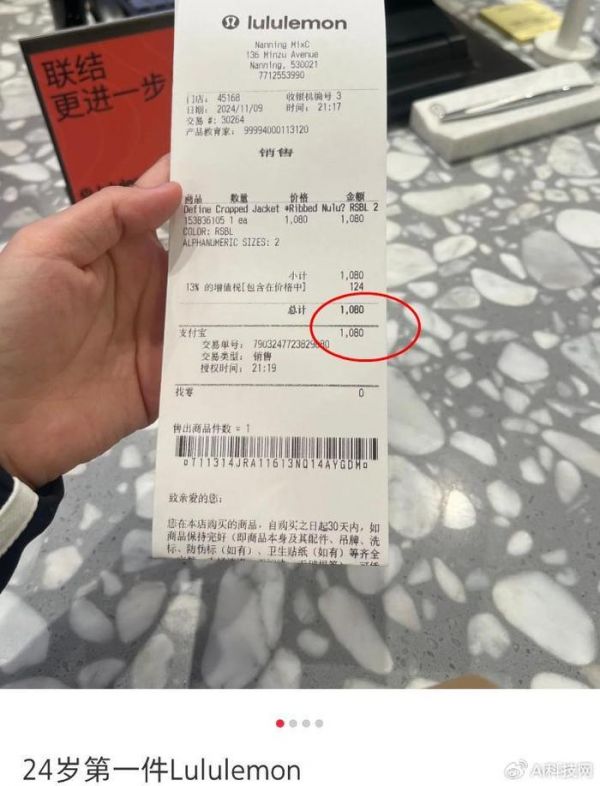 lululemon
Nanning MixC
136 Minzu Avenue
Nanning, 530021
7712553990
联结
更进一步
门店: 45168 收银机编号 3
日期: 2024/11/09 时间: 21:17
交易 #: 30264
产品教育家: 99994000113120
销售
商品 数量 价格 金额
Define Cropped Jacket *Ribbed Nulu? RSBL 2
153836105 1 ea 1,080 1,080
COLOR: RSBL
ALPHANUMERIC SIZES: 2
小计 1,080
13% 的增值税[包含在价格中] 124
总计 1,080
支付宝 1,080
交易单号:
交易类型: 销售
授权时间: 21:19
找零 0
售出商品件数 = 1
¤T11314JRA11613NQ14AYGDM¤
致亲爱的您:
您在本店购买的商品,自购买之日起30天内,如
商品保持完好(即商品本身及其配件、吊牌、洗
标、防伪标(如有)、卫生贴纸(如有)等齐全
24岁第一件Lululemon
@A科技网